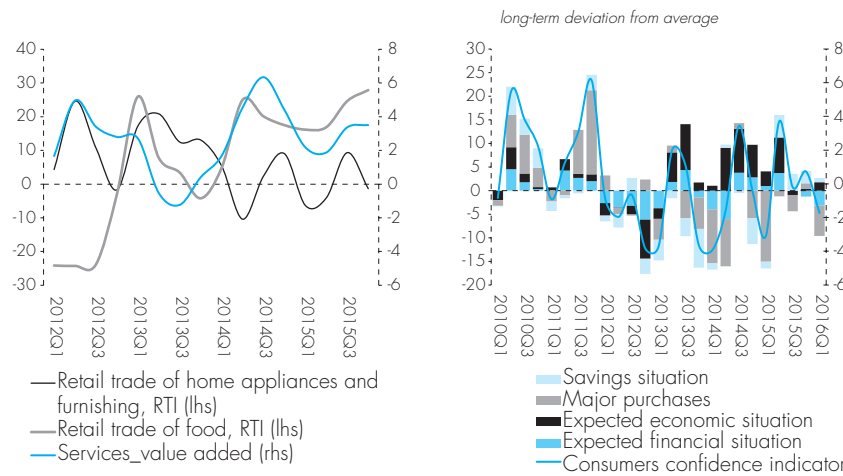 long-term deviation from average
40
30
20
10
0
-10
-20
-30
8
6
4
2
0
-2
-4
-6
2012Q1
2012Q3
2013Q1
2013Q3
2014Q1
2014Q3
2015Q1
2015Q3
Retail trade of home appliances and
furnishing, RTI (lhs)
Retail trade of food, RTI (lhs)
Services_value added (rhs)
30
25
20
15
10
5
0
-5
-10
-15
-20
8
6
4
2
0
-2
-4
-6
2010Q1
2010Q3
2011Q1
2011Q3
2012Q1
2012Q3
2013Q1
2013Q3
2014Q1
2014Q3
2015Q1
2015Q3
2016Q1
Savings situation
Major purchases
Expected economic situation
Expected financial situation
Consumers confidence indicator